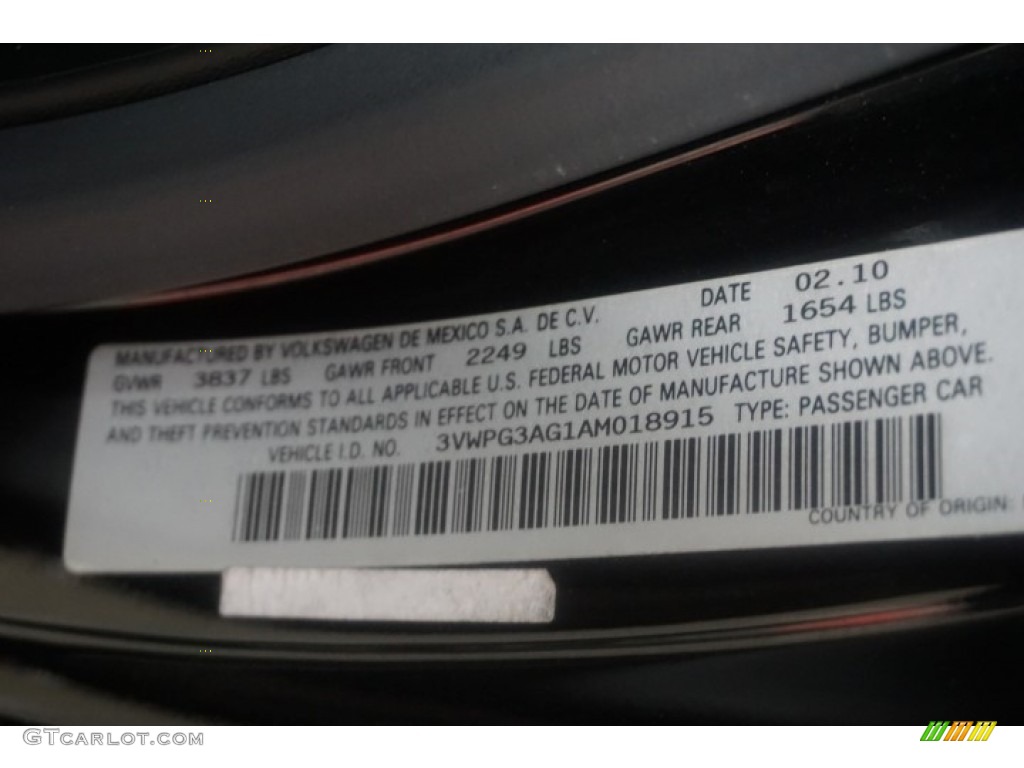 MANUFACTURED BY VOLKSWAGEN DE MEXICO S.A. DE C.V. DATE 02.10
GVWR 3837 LBS GAWR FRONT 2249 LBS GAWR REAR 1654 LBS
THIS VEHICLE CONFORMS TO ALL APPLICABLE U.S. FEDERAL MOTOR VEHICLE SAFETY, BUMPER,
AND THEFT PREVENTION STANDARDS IN EFFECT ON THE DATE OF MANUFACTURE SHOWN ABOVE.
VEHICLE I.D. NO. 3VWPG3AG1AM018915 TYPE: PASSENGER CAR
COUNTRY OF ORIGIN:
GTCarlot.com